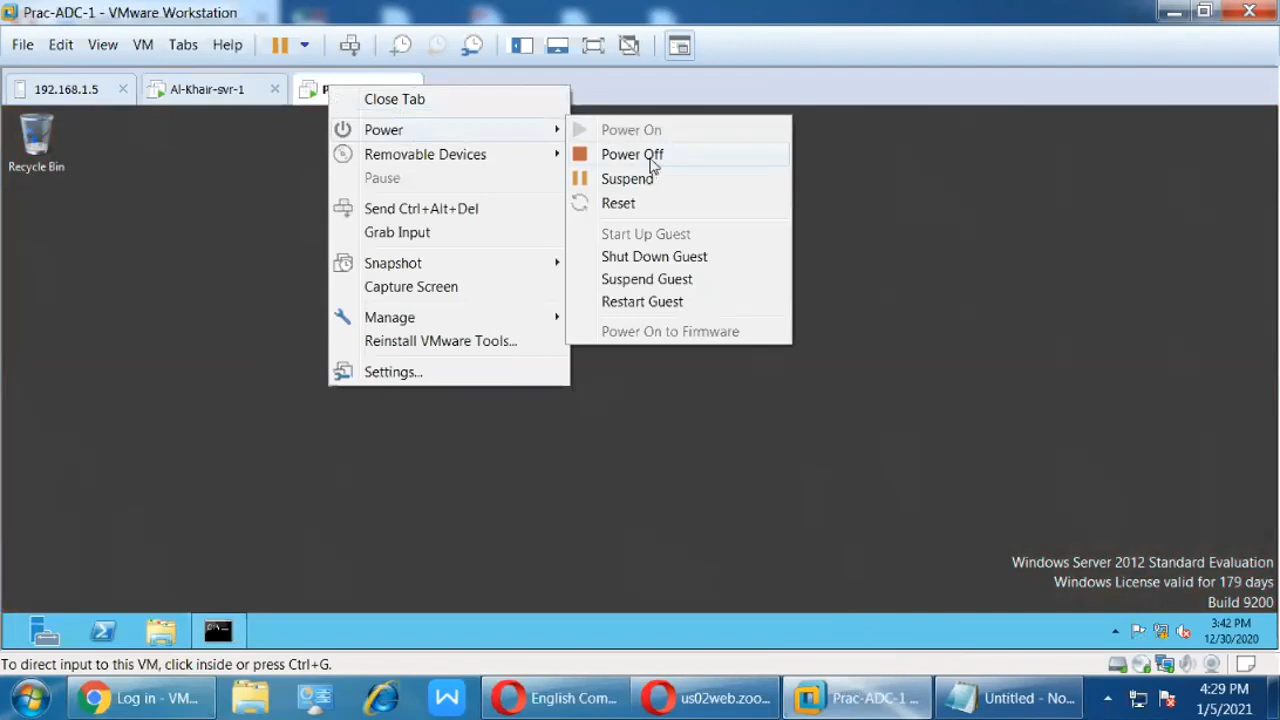 Prac-ADC-1 - VMware Workstation
File Edit View VM Tabs Help
192.168.1.5 Al-Khair-svr-1 P
Close Tab
Power
Removable Devices
Pause
Send Ctrl+Alt+Del
Grab Input
Snapshot
Capture Screen
Manage
Reinstall VMware Tools...
Settings...
Power On
Power Off
Suspend
Reset
Start Up Guest
Shut Down Guest
Suspend Guest
Restart Guest
Power On to Firmware
Recycle Bin
Windows Server 2012 Standard Evaluation
Windows License valid for 179 days
Build 9200
3:42 PM
12/30/2020
To direct input to this VM, click inside or press Ctrl+G.
Log in - VM... English Com... us02web.zoo... Prac-ADC-1 ... Untitled - No...
4:29 PM
1/5/2021